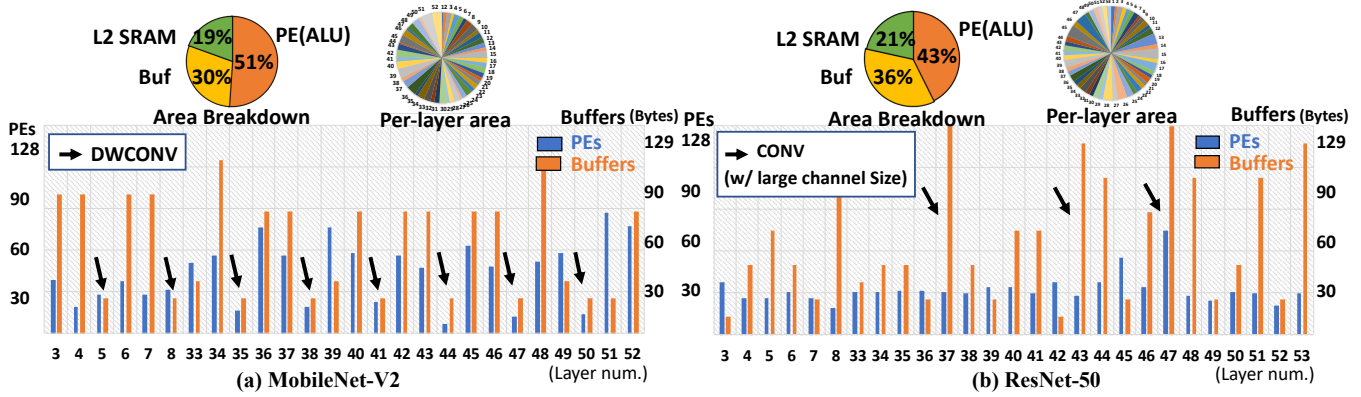 L2 SRAM
19%
PE(ALU)
51%
Buf
30%
Area Breakdown
Per-layer area
PEs
Buffers (Bytes)
128
90
60
30
129
90
60
30
→ DWCONV
PEs
Buffers
3 4 5 6 7 8 33 34 35 36 37 38 39 40 41 42 43 44 45 46 47 48 49 50 51 52
(Layer num.)
(a) MobileNet-V2
L2 SRAM
21%
PE(ALU)
43%
Buf
36%
Area Breakdown
Per-layer area
PEs
Buffers (Bytes)
128
90
60
30
129
90
60
30
→ CONV
(w/ large channel Size)
PEs
Buffers
3 4 5 6 7 8 33 34 35 36 37 38 39 40 41 42 43 44 45 46 47 48 49 50 51 52 53
(Layer num.)
(b) ResNet-50